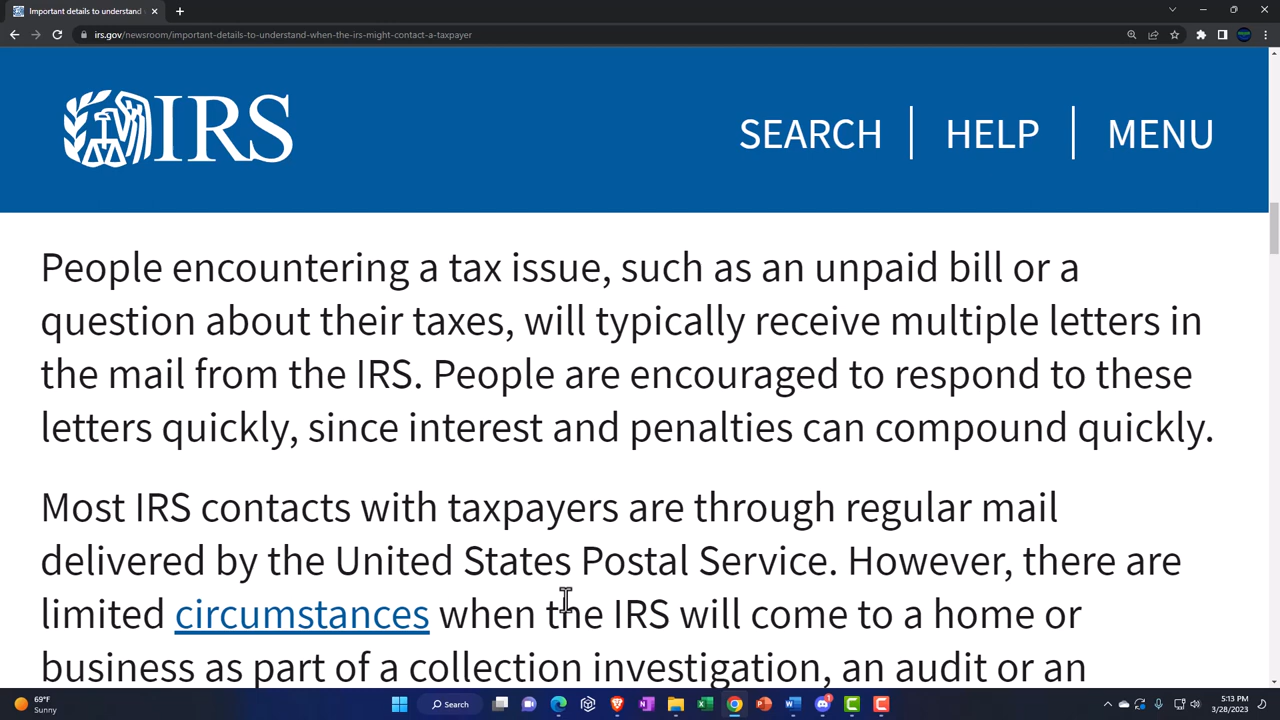 Important details to understand
irs.gov/newsroom/important-details-to-understand-when-the-irs-might-contact-a-taxpayer
IRS
SEARCH
HELP
MENU
People encountering a tax issue, such as an unpaid bill or a
question about their taxes, will typically receive multiple letters in
the mail from the IRS. People are encouraged to respond to these
letters quickly, since interest and penalties can compound quickly.
Most IRS contacts with taxpayers are through regular mail
delivered by the United States Postal Service. However, there are
limited circumstances when the IRS will come to a home or
business as part of a collection investigation, an audit or an
69°F
Sunny
Search
1
5:13 PM
3/28/2023